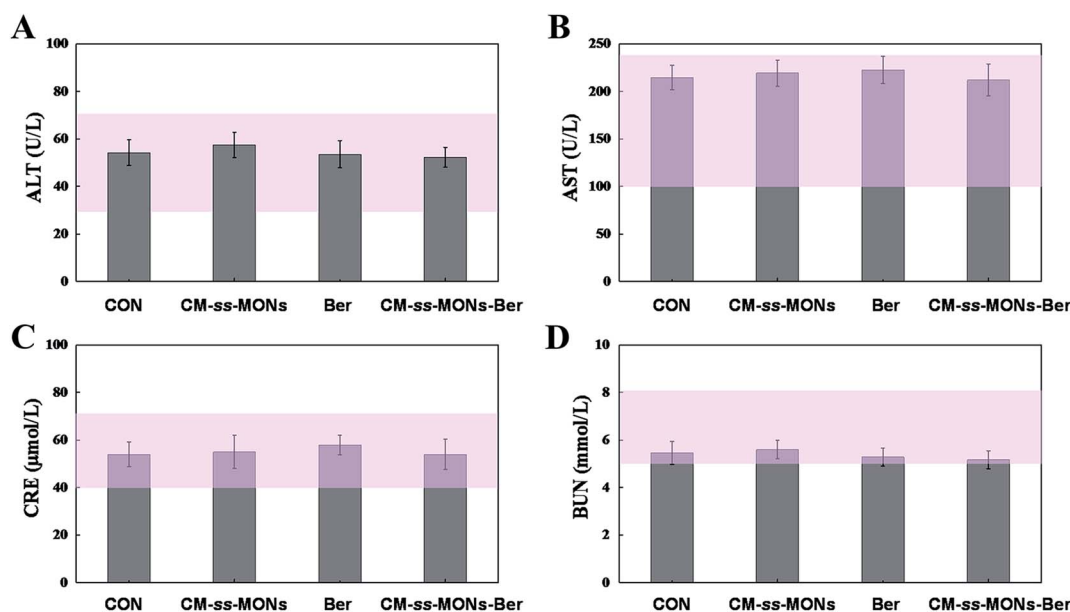 A
ALT (U/L)
100
80
60
40
20
0
CON CM-ss-MONs Ber CM-ss-MONs-Ber
B
AST (U/L)
250
200
150
100
50
0
CON CM-ss-MONs Ber CM-ss-MONs-Ber
C
CRE (μmol/L)
100
80
60
40
20
0
CON CM-ss-MONs Ber CM-ss-MONs-Ber
D
BUN (mmol/L)
10
8
6
4
2
0
CON CM-ss-MONs Ber CM-ss-MONs-Ber